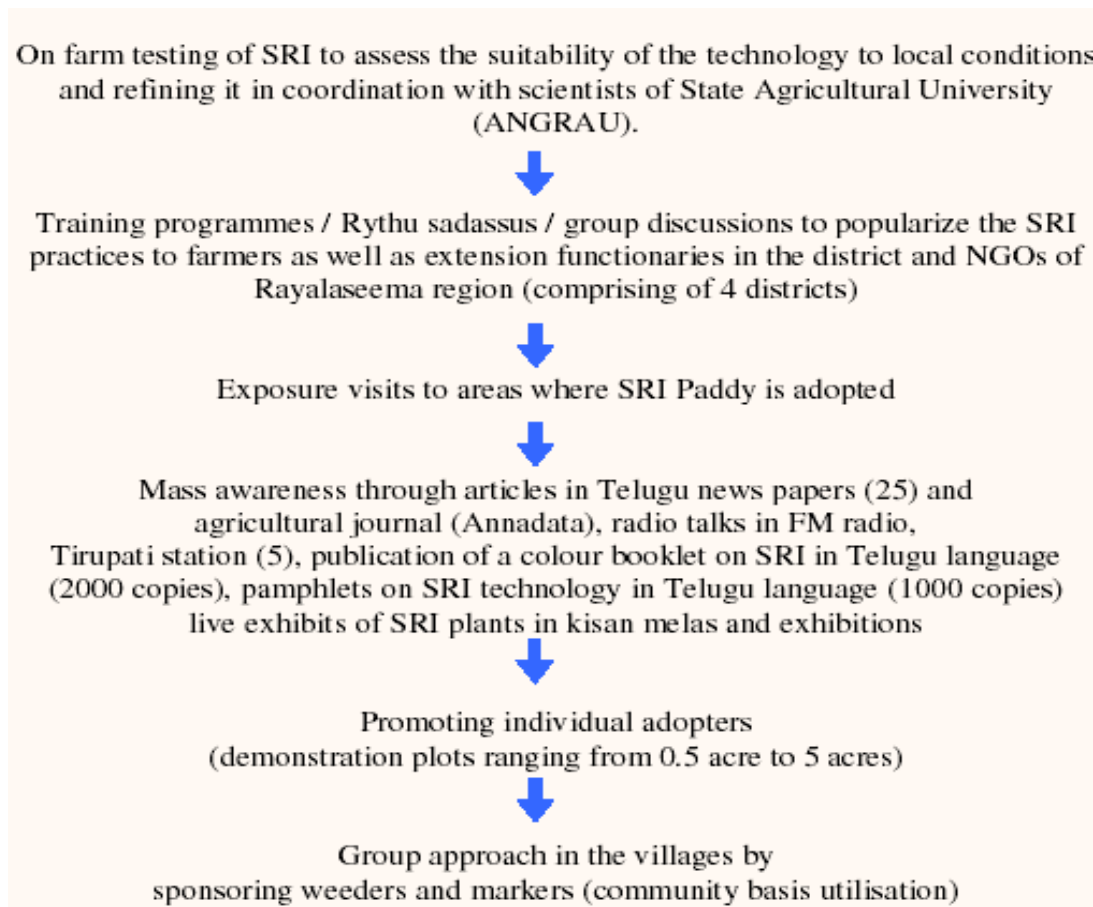 On farm testing of SRI to assess the suitability of the technology to local conditions
and refining it in coordination with scientists of State Agricultural University
(ANGRAU).
Training programmes / Rythu sadassus / group discussions to popularize the SRI
practices to farmers as well as extension functionaries in the district and NGOs of
Rayalaseema region (comprising of 4 districts)
Exposure visits to areas where SRI Paddy is adopted
Mass awareness through articles in Telugu news papers (25) and
agricultural journal (Annadata), radio talks in FM radio,
Tirupati station (5), publication of a colour booklet on SRI in Telugu language
(2000 copies), pamphlets on SRI technology in Telugu language (1000 copies)
live exhibits of SRI plants in kisan melas and exhibitions
Promoting individual adopters
(demonstration plots ranging from 0.5 acre to 5 acres)
Group approach in the villages by
sponsoring weeders and markers (community basis utilisation)